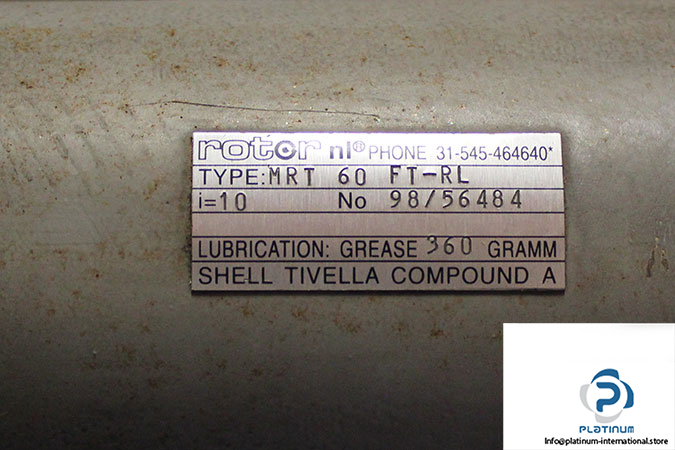 rotor nl® PHONE 31-545-464640*
TYPE: MRT 60 FT-RL
i=10 No 98/56484
LUBRICATION: GREASE 360 GRAMM
SHELL TIVELLA COMPOUND A
PLATINUM
Info@platinum-international.store